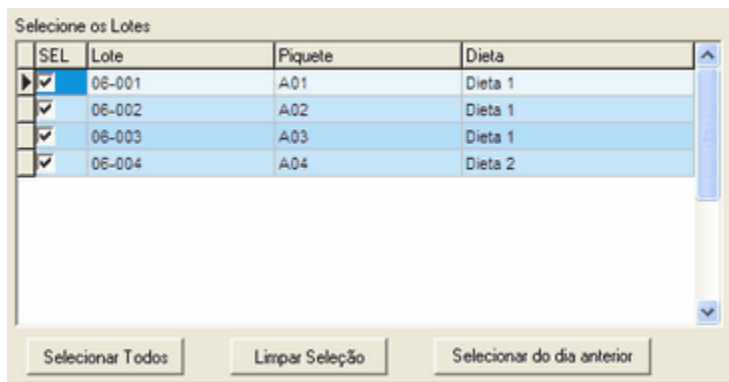 Selecione os Lotes
SEL Lote Piquete Dieta
06-001 A01 Dieta 1
06-002 A02 Dieta 1
06-003 A03 Dieta 1
06-004 A04 Dieta 2
Selecionar Todos Limpar Seleção Selecionar do dia anterior